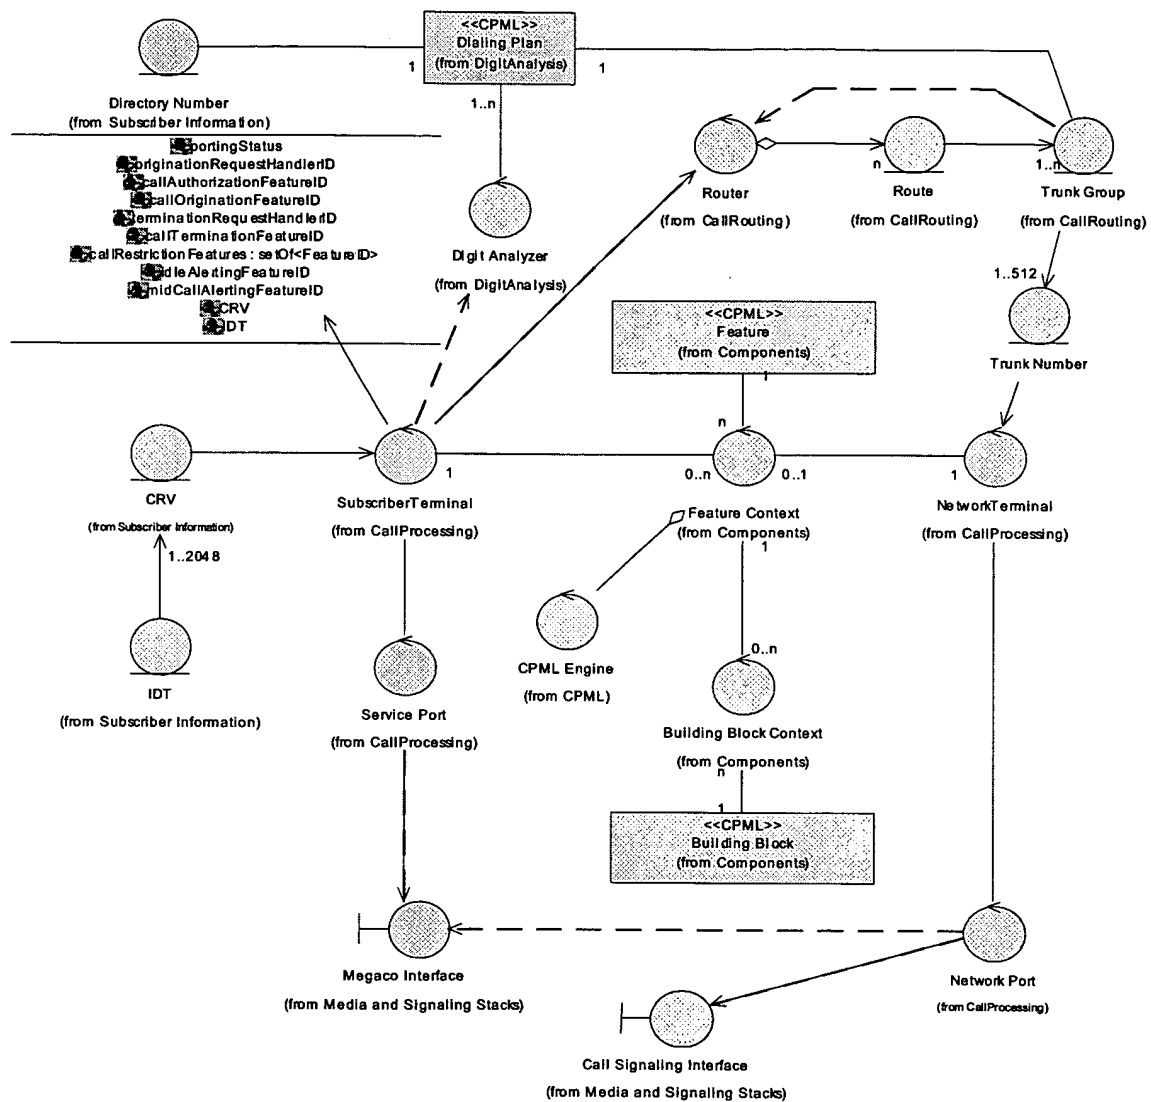 <<CPML>>
Dialing Plan
(from DigitAnalysis)
1
1
1..n
Directory Number
(from Subscriber Information)
portingStatus
originationRequestHandlerID
callAuthorizationFeatureID
callOriginationFeatureID
terminationRequestHandlerID
callTerminationFeatureID
callRestrictionFeatures : setOf<FeatureID>
idleAlertingFeatureID
midCallAlertingFeatureID
CRV
IDT
Digit Analyzer
(from DigitAnalysis)
Router
(from CallRouting)
n
Route
(from CallRouting)
1..n
Trunk Group
(from CallRouting)
1..512
Trunk Number
<<CPML>>
Feature
(from Components)
1
n
CRV
(from Subscriber Information)
1..2048
IDT
(from Subscriber Information)
1
SubscriberTerminal
(from CallProcessing)
0..n
0..1
Feature Context
(from Components)
1
1
NetworkTerminal
(from CallProcessing)
CPML Engine
(from CPML)
0..n
Building Block Context
(from Components)
n
1
<<CPML>>
Building Block
(from Components)
Service Port
(from CallProcessing)
Megaco Interface
(from Media and Signaling Stacks)
Network Port
(from CallProcessing)
Call Signaling Interface
(from Media and Signaling Stacks)